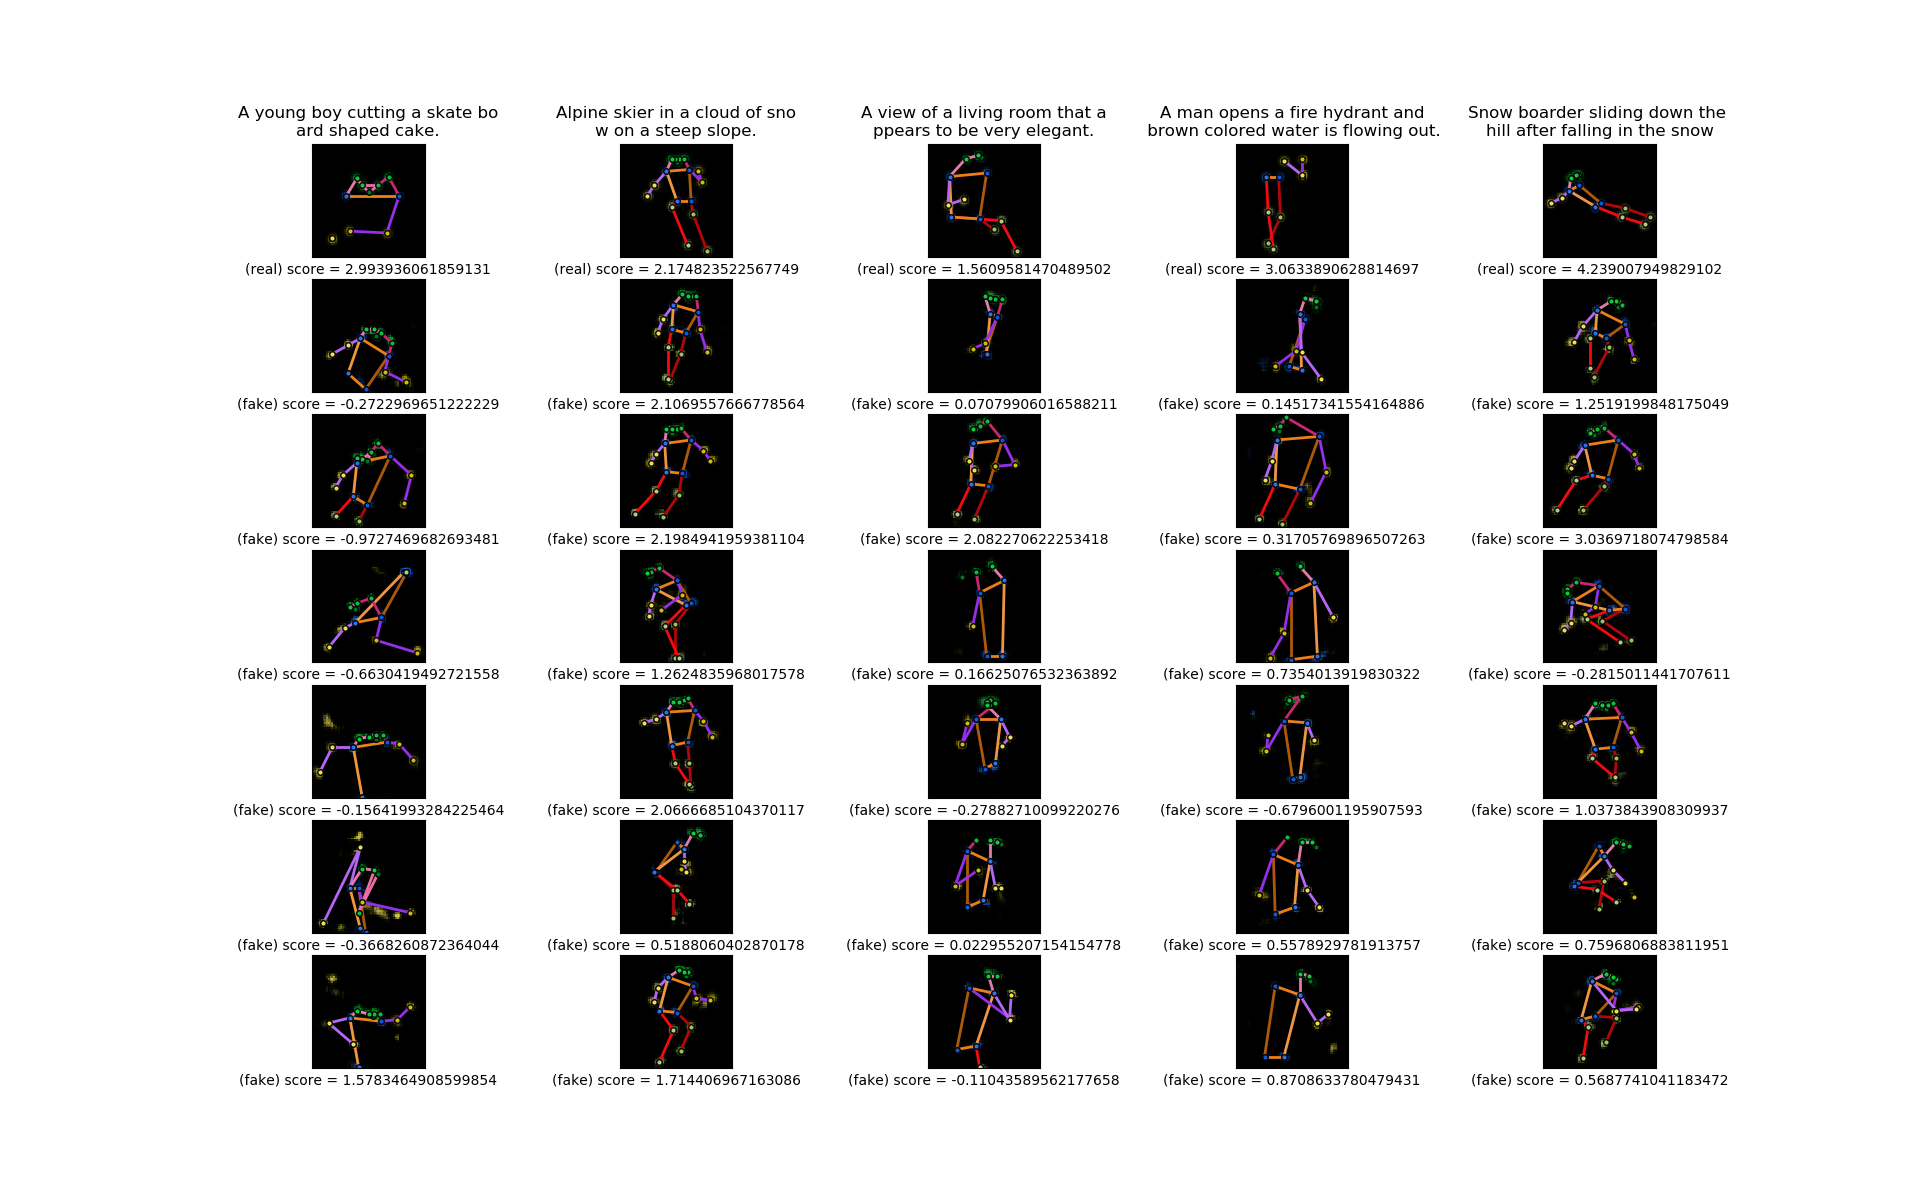 A young boy cutting a skate bo
ard shaped cake.
Alpine skier in a cloud of sno
w on a steep slope.
A view of a living room that a
ppears to be very elegant.
A man opens a fire hydrant and
brown colored water is flowing out.
Snow boarder sliding down the
hill after falling in the snow
(real) score = 2.993936061859131
(real) score = 2.174823522567749
(real) score = 1.5609581470489502
(real) score = 3.0633890628814697
(real) score = 4.239007949829102
(fake) score = -0.2722969651222229
(fake) score = 2.1069557666778564
(fake) score = 0.07079906016588211
(fake) score = 0.14517341554164886
(fake) score = 1.2519199848175049
(fake) score = -0.9727469682693481
(fake) score = 2.1984941959381104
(fake) score = 2.082270622253418
(fake) score = 0.31705769896507263
(fake) score = 3.0369718074798584
(fake) score = -0.6630419492721558
(fake) score = 1.2624835968017578
(fake) score = 0.16625076532363892
(fake) score = 0.7354013919830322
(fake) score = -0.2815011441707611
(fake) score = -0.15641993284225464
(fake) score = 2.0666685104370117
(fake) score = -0.27882710099220276
(fake) score = -0.6796001195907593
(fake) score = 1.0373843908309937
(fake) score = -0.3668260872364044
(fake) score = 0.5188060402870178
(fake) score = 0.022955207154154778
(fake) score = 0.5578929781913757
(fake) score = 0.7596806883811951
(fake) score = 1.5783464908599854
(fake) score = 1.714406967163086
(fake) score = -0.11043589562177658
(fake) score = 0.8708633780479431
(fake) score = 0.5687741041183472